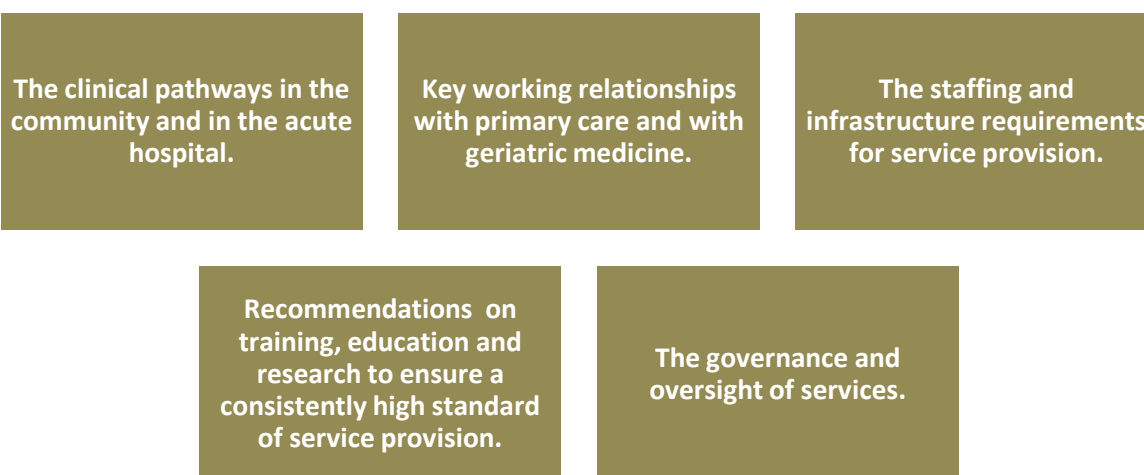 The clinical pathways in the
community and in the acute
hospital.
Key working relationships
with primary care and with
geriatric medicine.
The staffing and
infrastructure requirements
for service provision.
Recommendations  on
training, education and
research to ensure a
consistently high standard
of service provision.
The governance and
oversight of services.